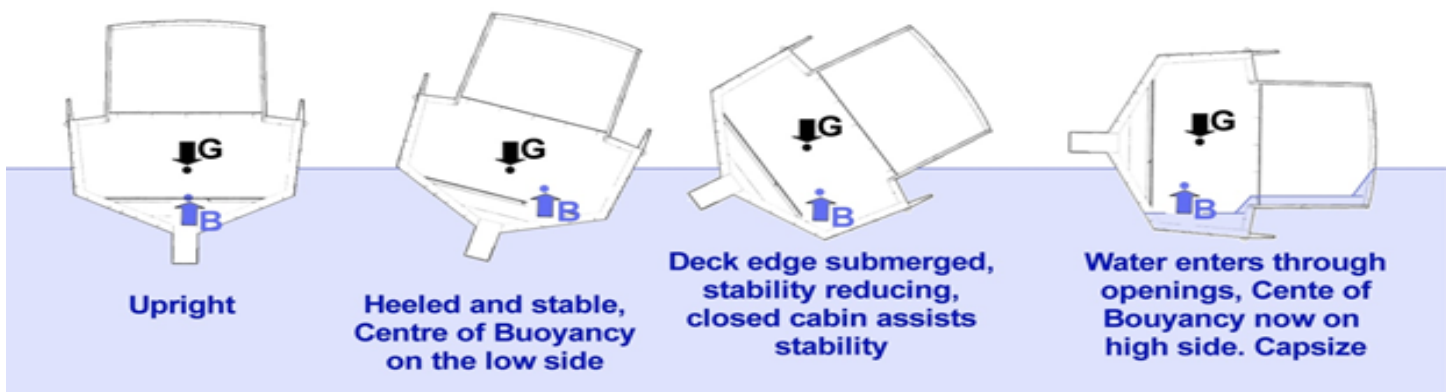 G
B
Upright
G
B
Heeled and stable,
Centre of Buoyancy
on the low side
G
B
Deck edge submerged,
stability reducing,
closed cabin assists
stability
G
B
Water enters through
openings, Cente of
Bouyancy now on
high side. Capsize